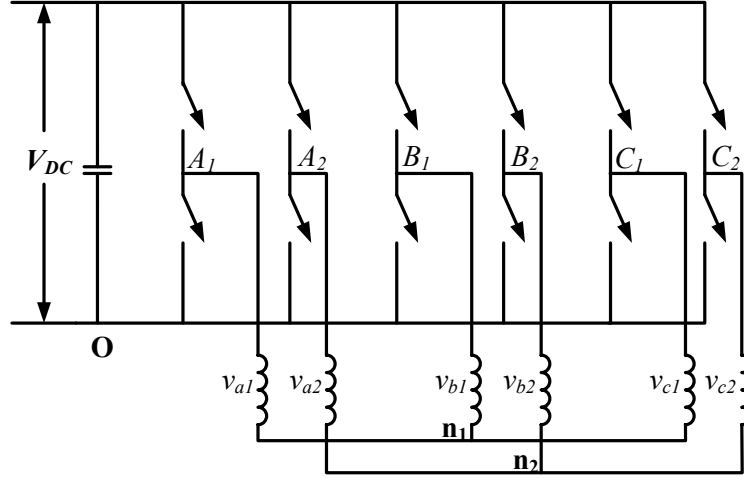 V_DC
A_1 A_2 B_1 B_2 C_1 C_2
O
v_a1 v_a2 v_b1 v_b2 v_c1 v_c2
n_1
n_2